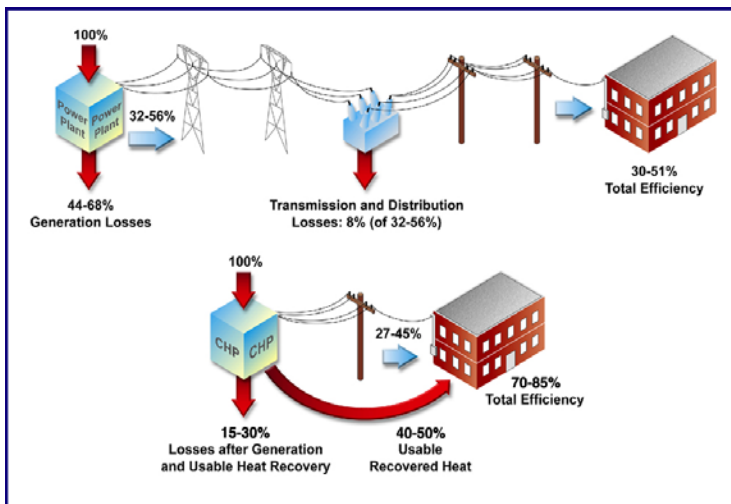 100%
Power Plant
Power Plant
32-56%
44-68%
Generation Losses
Transmission and Distribution
Losses: 8% (of 32-56%)
30-51%
Total Efficiency
100%
CHP
CHP
27-45%
70-85%
Total Efficiency
15-30%
Losses after Generation
and Usable Heat Recovery
40-50%
Usable
Recovered Heat